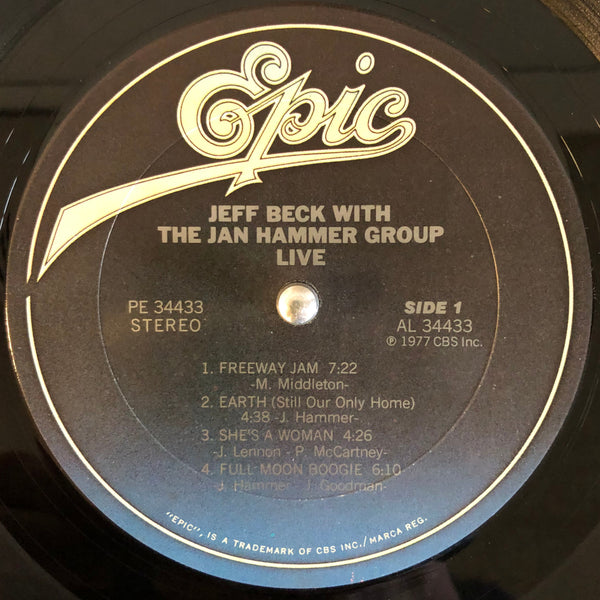 Epic
JEFF BECK WITH
THE JAN HAMMER GROUP
LIVE
PE 34433
STEREO
SIDE 1
AL 34433
℗ 1977 CBS Inc.
1. FREEWAY JAM 7:22
-M. Middleton-
2. EARTH (Still Our Only Home)
4:38 -J. Hammer-
3. SHE'S A WOMAN 4:26
-J. Lennon - P. McCartney-
4. FULL MOON BOOGIE 6:10
-J. Hammer - J. Goodman-
"EPIC", IS A TRADEMARK OF CBS INC./MARCA REG.